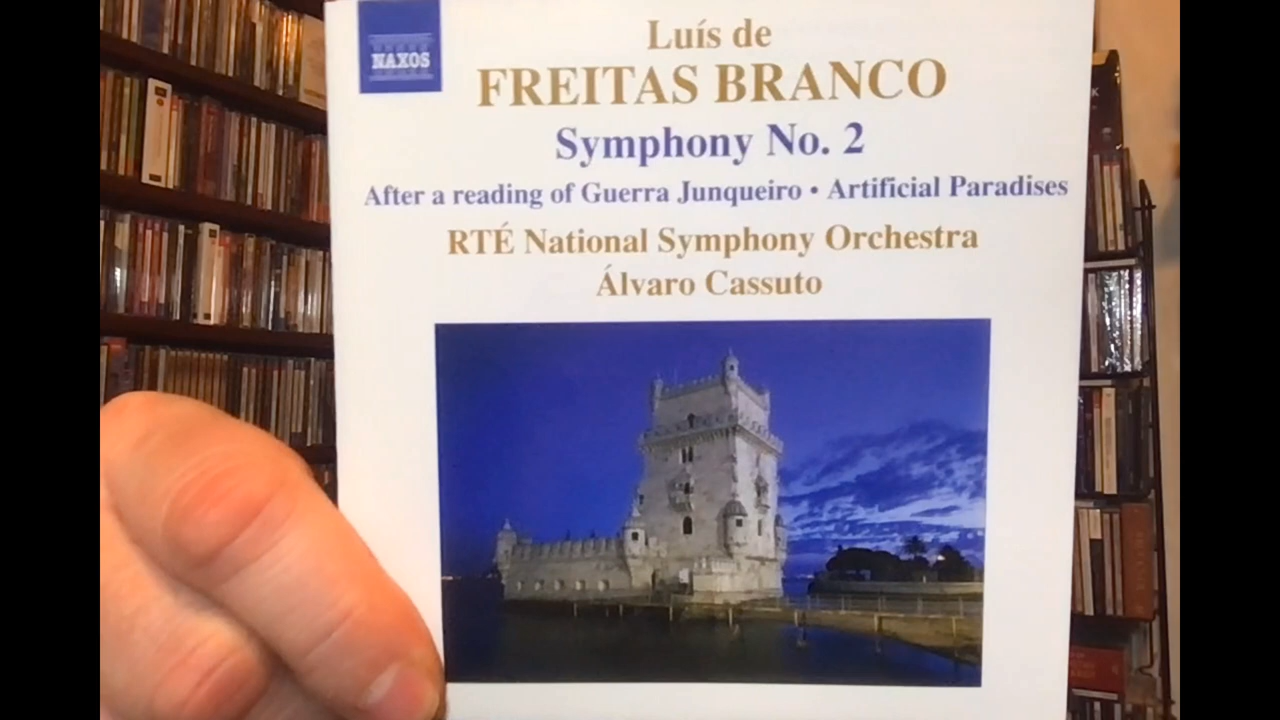 NAXOS
Luís de
FREITAS BRANCO
Symphony No. 2
After a reading of Guerra Junqueiro • Artificial Paradises
RTÉ National Symphony Orchestra
Álvaro Cassuto